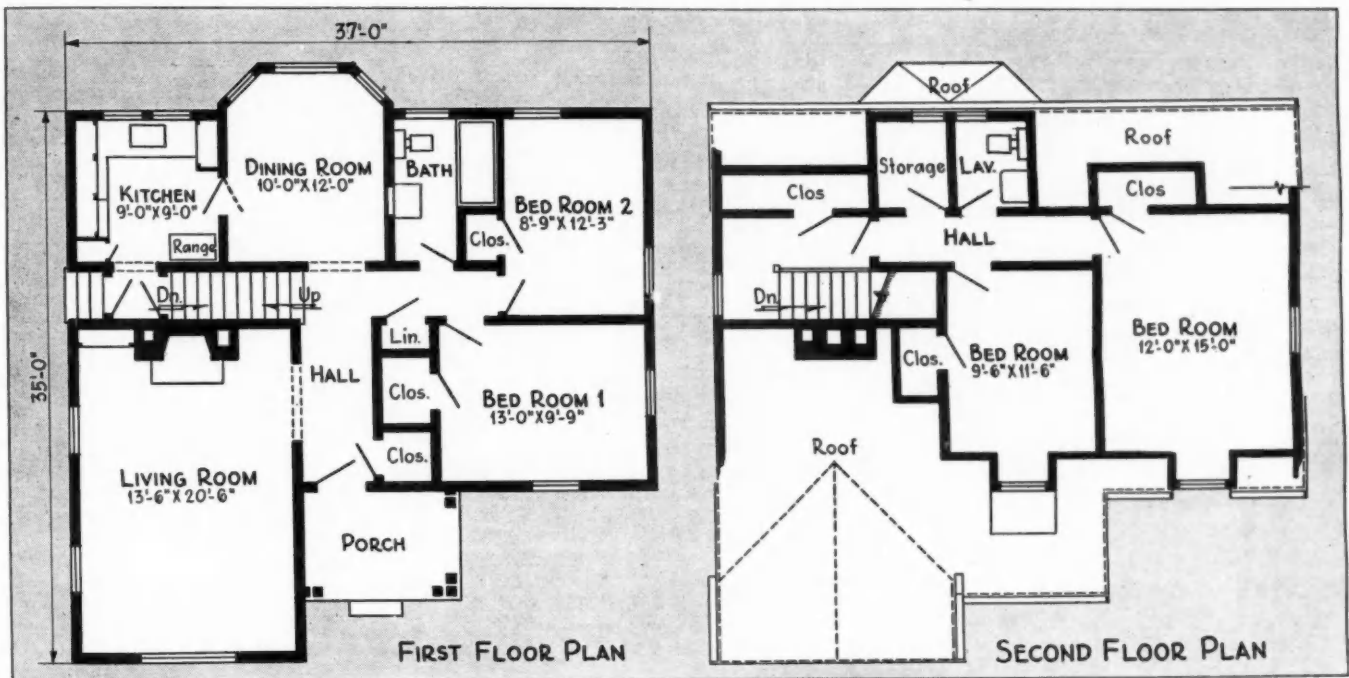 37'-0"
35'-0"
KITCHEN
9'-0"X9'-0"
Range
DINING ROOM
10'-0"X12'-0"
BATH
BED ROOM 2
8'-9"X12'-3"
Clos.
Dn.
Up
Lin.
HALL
Clos.
BED ROOM 1
13'-0"X9'-9"
Clos.
LIVING ROOM
13'-6"X20'-6"
PORCH
FIRST FLOOR PLAN
Roof
Roof
Storage
LAV.
Clos
Clos
HALL
Dn.
BED ROOM
12'-0"X15'-0"
Clos.
BED ROOM
9'-6"X11'-6"
Roof
SECOND FLOOR PLAN